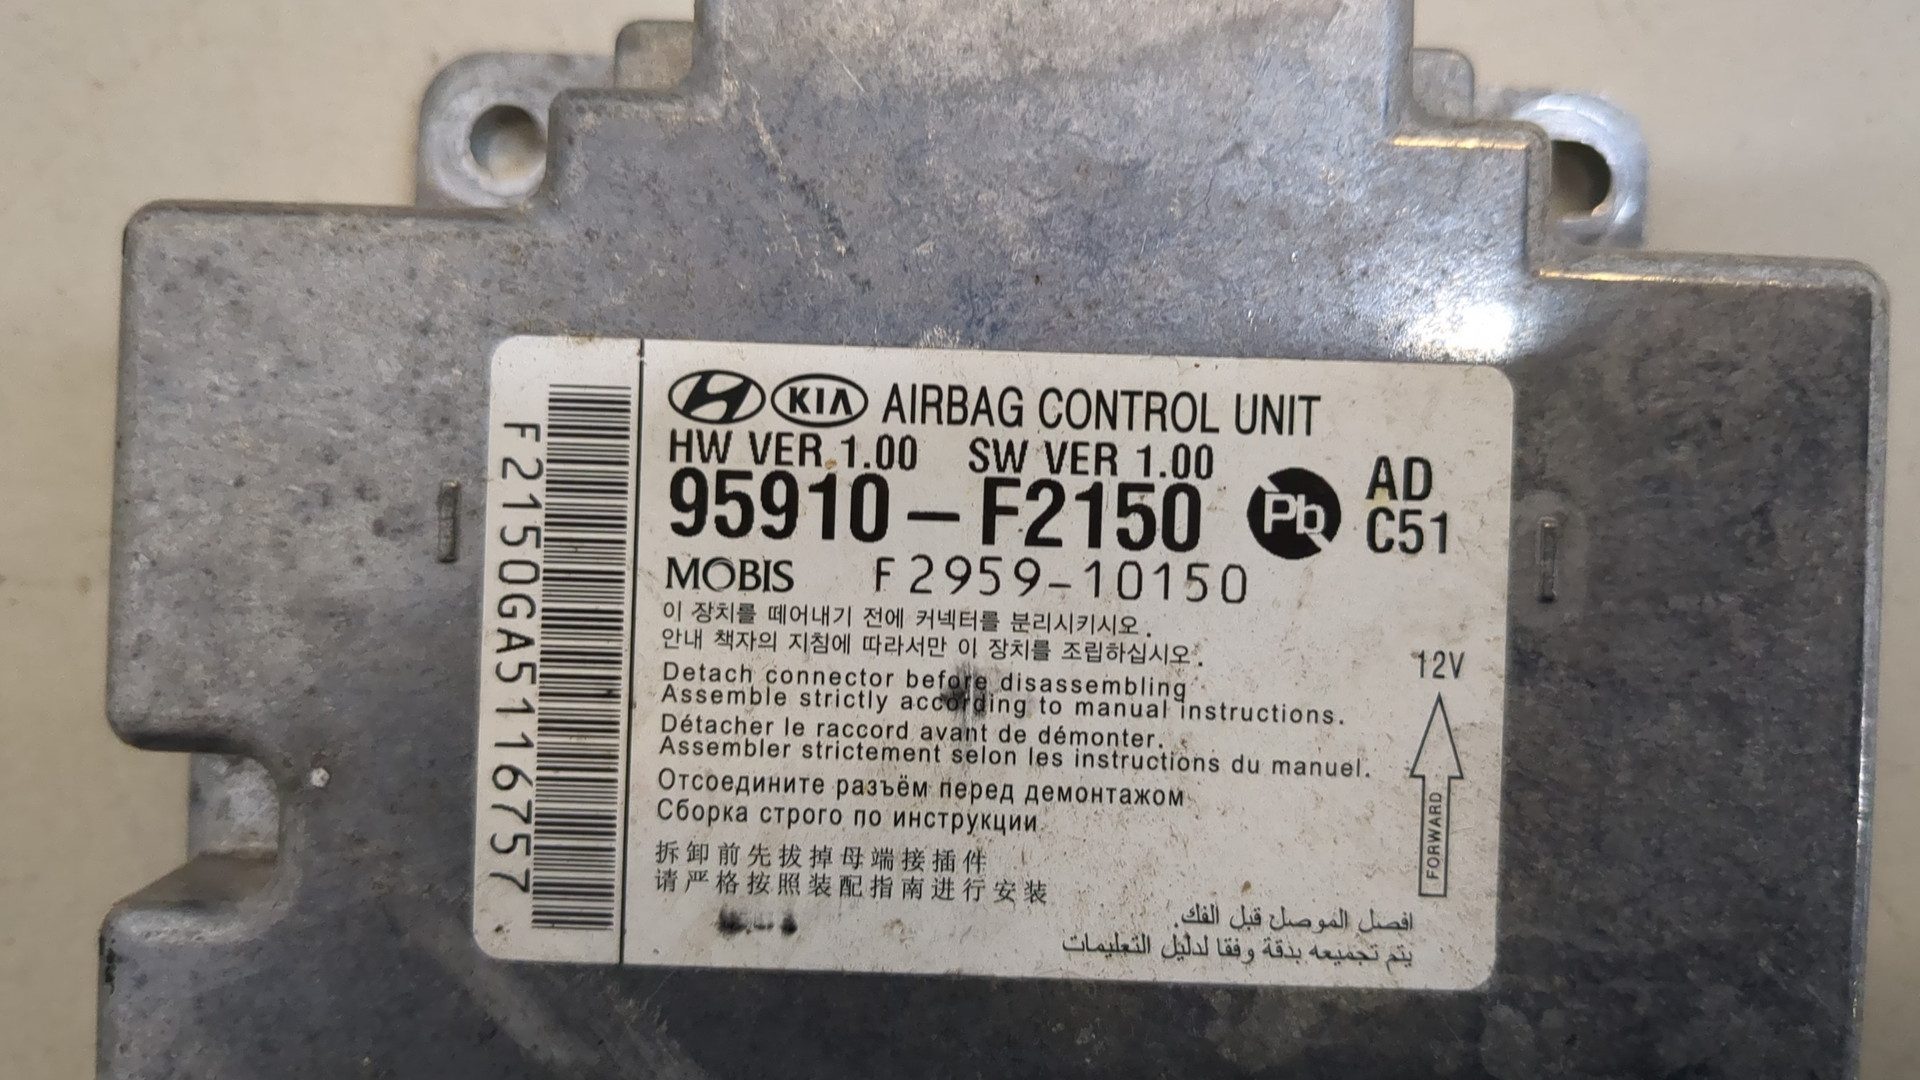 F2150GA5116757
KIA AIRBAG CONTROL UNIT
HW VER 1.00 SW VER 1.00
95910-F2150 Pb AD
C51
MOBIS F2959-10150
이 장치를 떼어내기 전에 커넥터를 분리시키시오.
안내 책자의 지침에 따라서만 이 장치를 조립하십시오.
Detach connector before disassembling
Assemble strictly according to manual instructions.
Détacher le raccord avant de démonter.
Assembler strictement selon les instructions du manuel.
Отсоедините разъём перед демонтажом
Сборка строго по инструкции
拆卸前先拔掉母端接插件
请严格按照装配指南进行安装
افصل الموصل قبل الفك.
يتم تجميعه بدقة وفقا لدليل التعليمات
12V
FORWARD